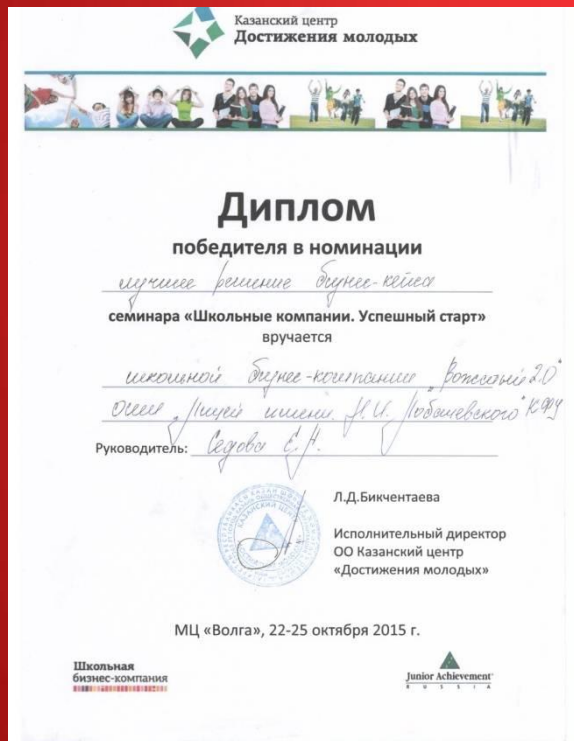 Казанский центр
Достижения молодых
Диплом
победителя в номинации
лучшее решение бизнес-кейса
семинара «Школьные компании. Успешный старт»
вручается
школьной бизнес-компании "Вожатый 2.0"
"Лицей имени Н.И. Лобачевского" КФУ
Руководитель: Седова Е.Н.
Л.Д.Бикчентаева
Исполнительный директор
ОО Казанский центр
«Достижения молодых»
МЦ «Волга», 22-25 октября 2015 г.
Школьная
бизнес-компания
Junior Achievement
RUSSIA